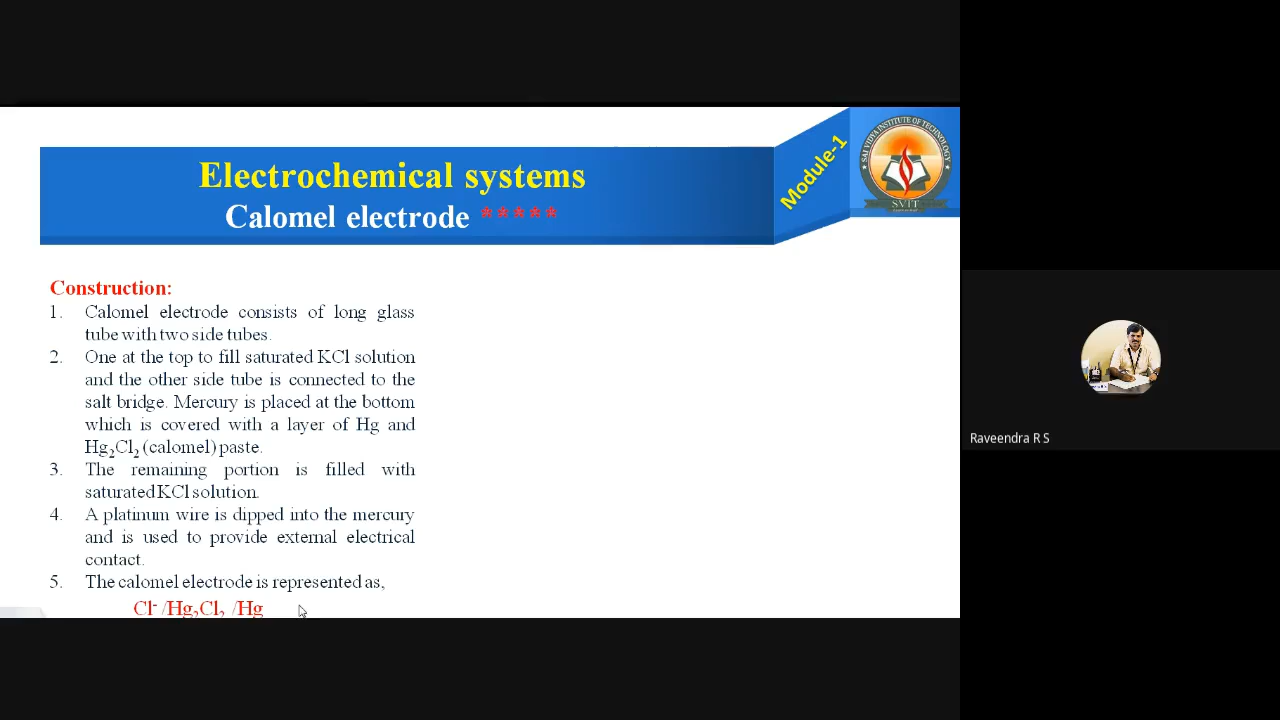 Electrochemical systems
Calomel electrode *****
Module-1
SAI VIDYA INSTITUTE OF TECHNOLOGY
SVIT
Construction:
1. Calomel electrode consists of long glass
tube with two side tubes.
2. One at the top to fill saturated KCl solution
and the other side tube is connected to the
salt bridge. Mercury is placed at the bottom
which is covered with a layer of Hg and
Hg₂Cl₂ (calomel) paste.
3. The remaining portion is filled with
saturated KCl solution.
4. A platinum wire is dipped into the mercury
and is used to provide external electrical
contact.
5. The calomel electrode is represented as,
Cl⁻ /Hg₂Cl₂ /Hg
Raveendra R S